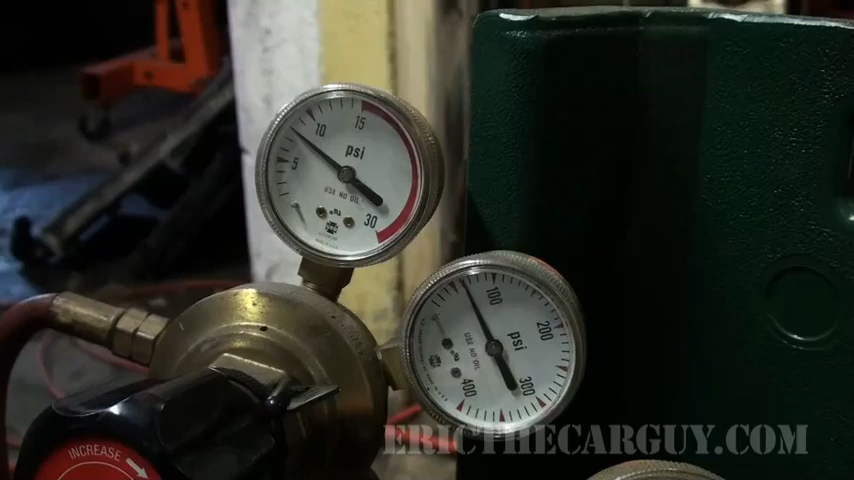 15
10
psi
5
USE NO OIL
30
100
psi
200
USE NO OIL
300
400
INCREASE
ERICTHECARGUY.COM